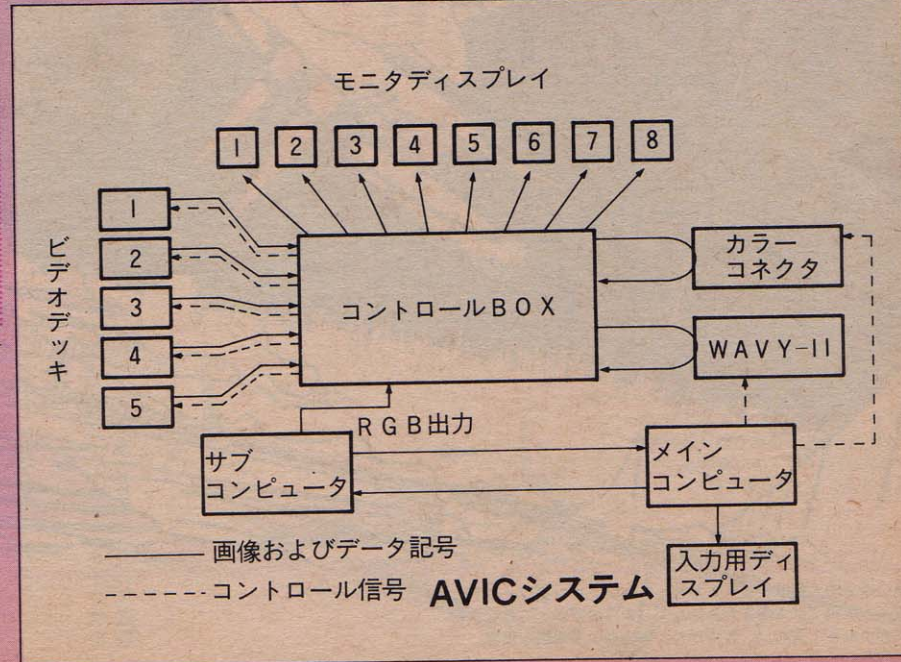 モニタディスプレイ
1 2 3 4 5 6 7 8
ビデオデッキ
1
2
3
4
5
コントロールBOX
カラー
コネクタ
WAVY-II
RGB出力
サブ
コンピュータ
メイン
コンピュータ
入力用ディ
スプレイ
画像およびデータ記号
コントロール信号
AVICシステム